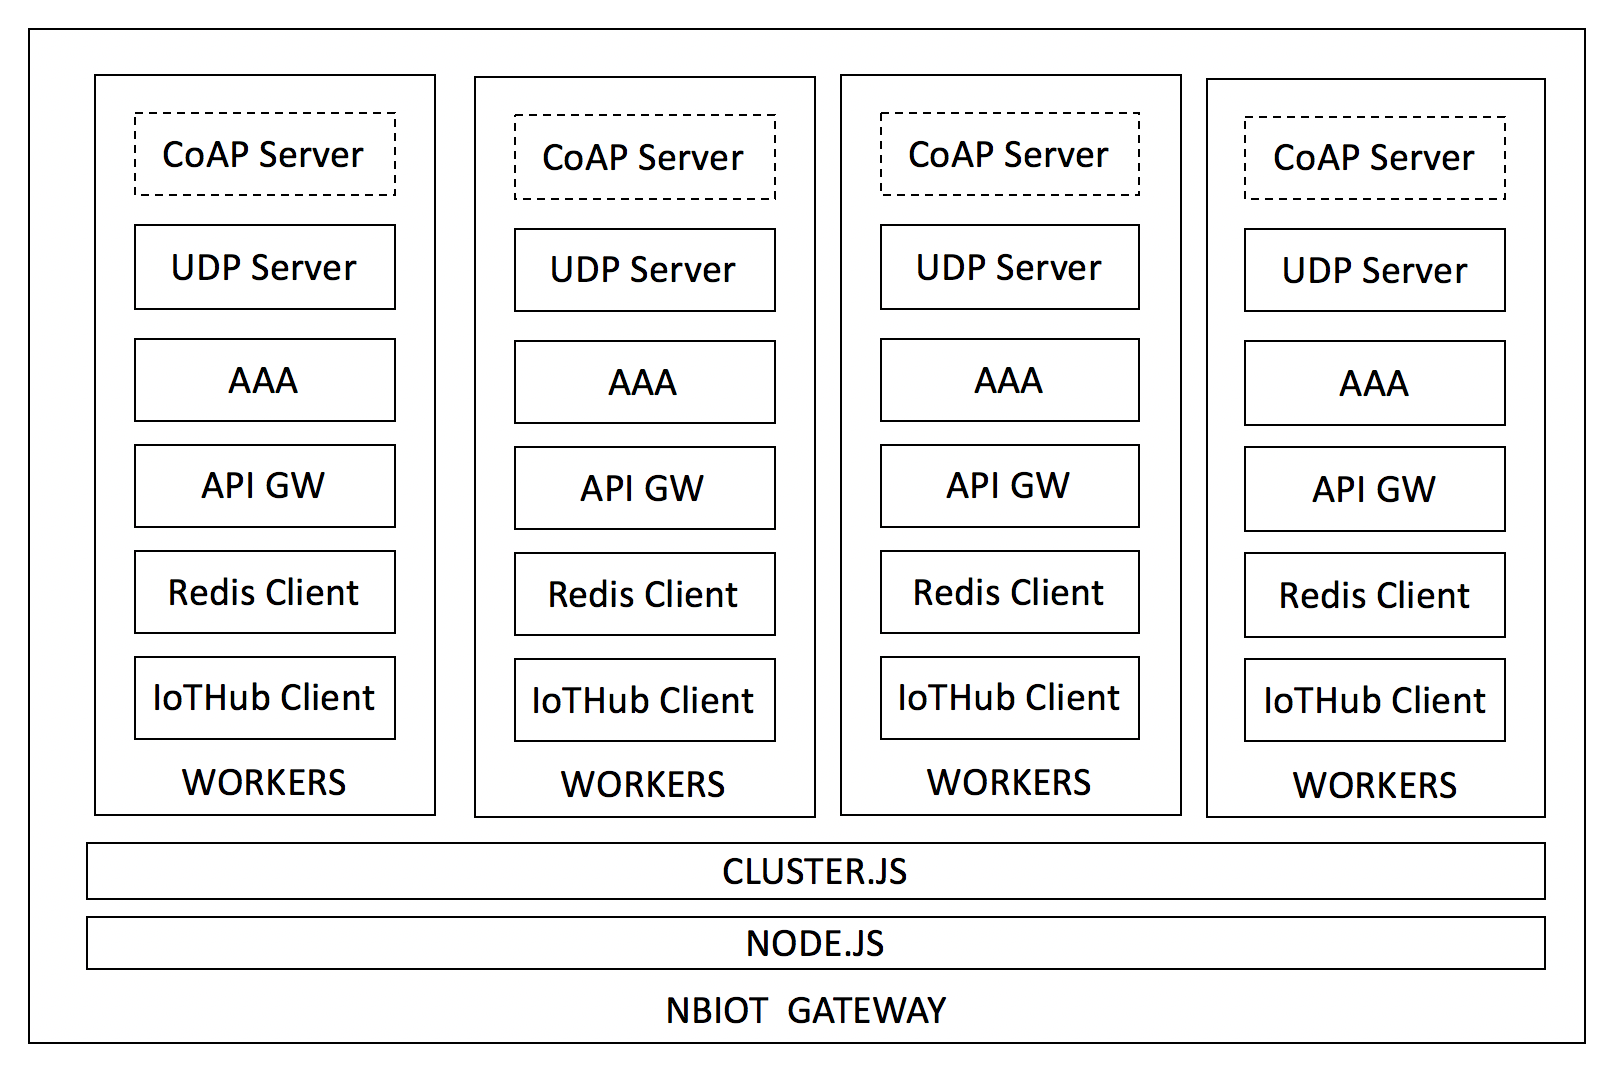 CoAP Server
UDP Server
AAA
API GW
Redis Client
IoTHub Client
WORKERS
CoAP Server
UDP Server
AAA
API GW
Redis Client
IoTHub Client
WORKERS
CoAP Server
UDP Server
AAA
API GW
Redis Client
IoTHub Client
WORKERS
CoAP Server
UDP Server
AAA
API GW
Redis Client
IoTHub Client
WORKERS
CLUSTER.JS
NODE.JS
NBIOT GATEWAY